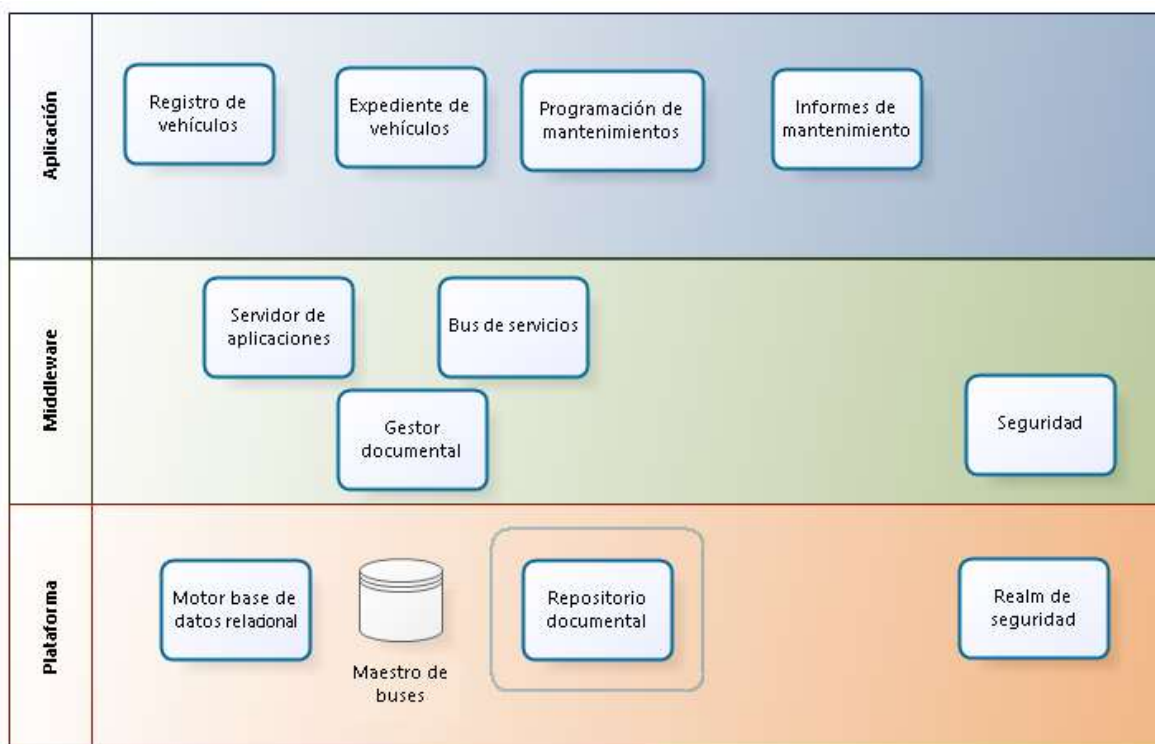 Aplicación
Registro de
vehículos
Expediente de
vehículos
Programación de
mantenimientos
Informes de
mantenimiento
Middleware
Servidor de
aplicaciones
Bus de servicios
Gestor
documental
Seguridad
Plataforma
Motor base de
datos relacional
Maestro de
buses
Repositorio
documental
Realm de
seguridad